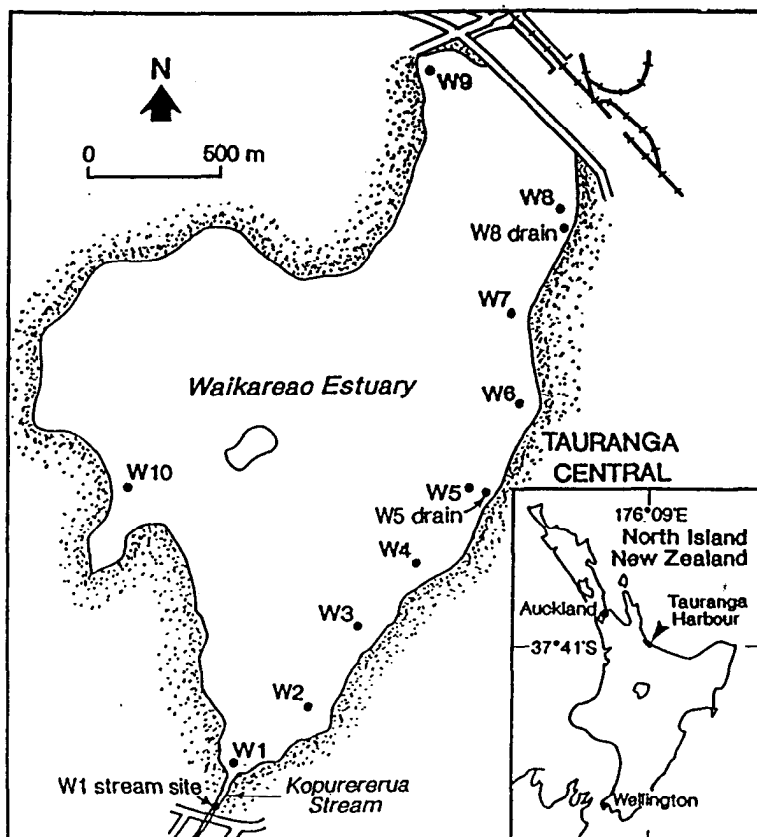 N
0 500 m
W9
W8
W8 drain
W7
Waikareao Estuary
W6
TAURANGA
CENTRAL
W10
W5
W5 drain
W4
W3
W2
W1
W1 stream site
Kopurererua
Stream
176°09'E
North Island
New Zealand
Auckland
Tauranga
Harbour
37°41'S
Wellington